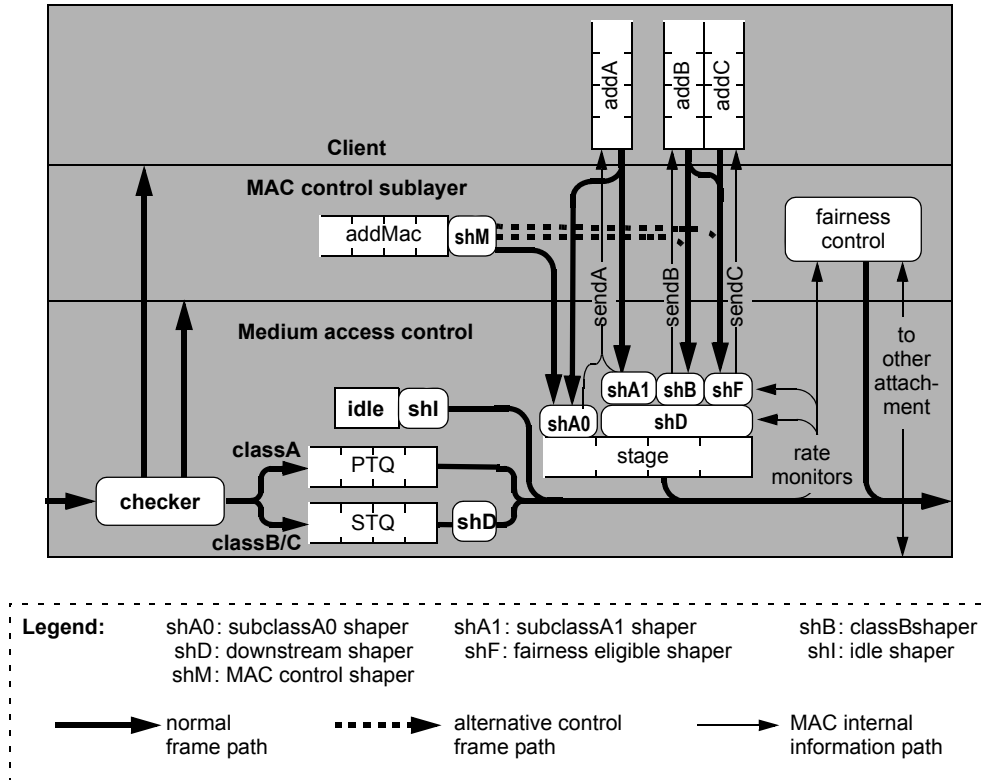 addA
addB
addC
Client
MAC control sublayer
addMac
shM
fairness
control
sendA
sendB
sendC
Medium access control
to
other
attach-
ment
idle
shI
shA1
shB
shF
shA0
shD
stage
rate
monitors
classA
PTQ
checker
STQ
shD
classB/C
Legend:
shA0: subclassA0 shaper
shA1: subclassA1 shaper
shB: classBshaper
shD: downstream shaper
shF: fairness eligible shaper
shI: idle shaper
shM: MAC control shaper
normal
frame path
alternative control
frame path
MAC internal
information path